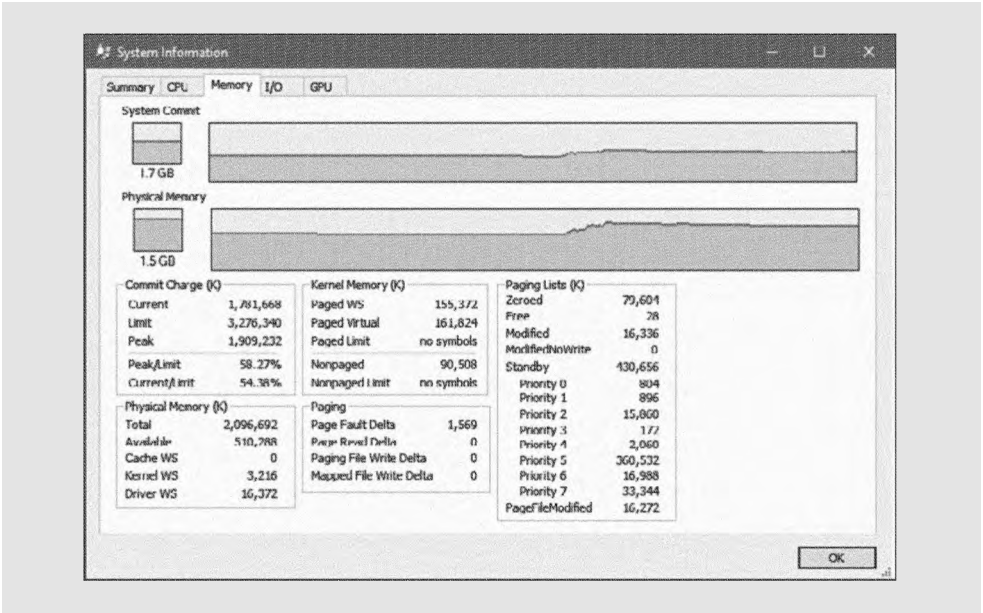 System Information
Summary CPU Memory I/O GPU
System Commit
1.7 GB
Physical Memory
1.5 GB
Commit Charge (K)
Current 1,781,668
Limit 3,276,340
Peak 1,909,232
Peak/Limit 58.27%
Current/Limit 54.38%
Physical Memory (K)
Total 2,096,692
Available 510,288
Cache WS 0
Kernel WS 3,216
Driver WS 16,372
Kernel Memory (K)
Paged WS 155,372
Paged Virtual 161,824
Paged Limit no symbols
Nonpaged 90,508
Nonpaged Limit no symbols
Paging
Page Fault Delta 1,569
Page Read Delta 0
Paging File Write Delta 0
Mapped File Write Delta 0
Paging Lists (K)
Zeroed 79,604
Free 28
Modified 16,336
ModifiedNoWrite 0
Standby 430,656
Priority 0 804
Priority 1 896
Priority 2 15,860
Priority 3 172
Priority 4 2,060
Priority 5 360,532
Priority 6 16,988
Priority 7 33,344
PageFileModified 16,272
OK